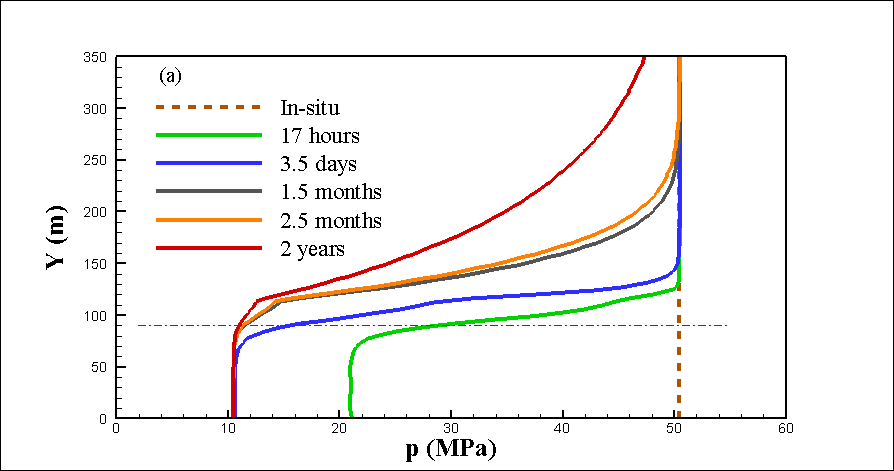 350
(a)
In-situ
300
17 hours
250
3.5 days
1.5 months
200
2.5 months
2 years
150
100
50
0
Y (m)
0 10 20 30 40 50 60
p (MPa)